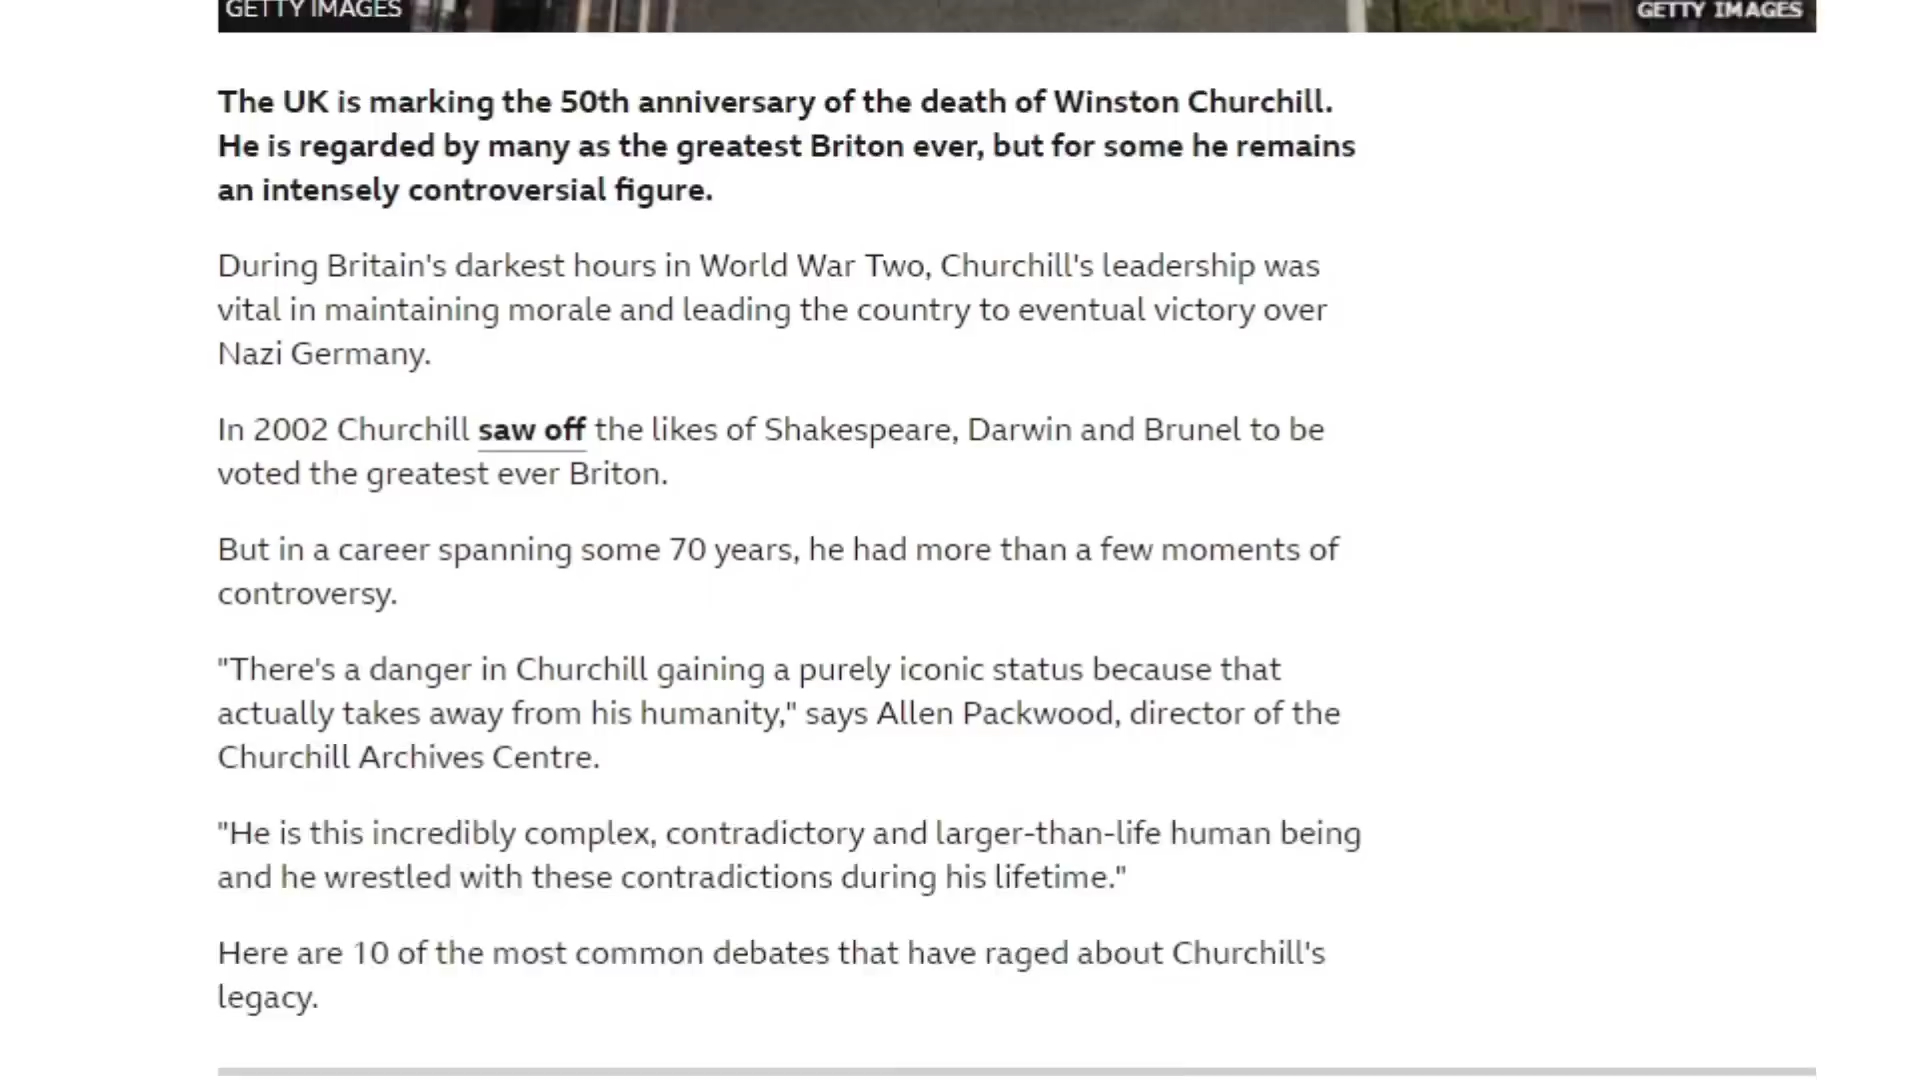 GETTY IMAGES
GETTY IMAGES
The UK is marking the 50th anniversary of the death of Winston Churchill.
He is regarded by many as the greatest Briton ever, but for some he remains
an intensely controversial figure.
During Britain's darkest hours in World War Two, Churchill's leadership was
vital in maintaining morale and leading the country to eventual victory over
Nazi Germany.
In 2002 Churchill saw off the likes of Shakespeare, Darwin and Brunel to be
voted the greatest ever Briton.
But in a career spanning some 70 years, he had more than a few moments of
controversy.
"There's a danger in Churchill gaining a purely iconic status because that
actually takes away from his humanity," says Allen Packwood, director of the
Churchill Archives Centre.
"He is this incredibly complex, contradictory and larger-than-life human being
and he wrestled with these contradictions during his lifetime."
Here are 10 of the most common debates that have raged about Churchill's
legacy.